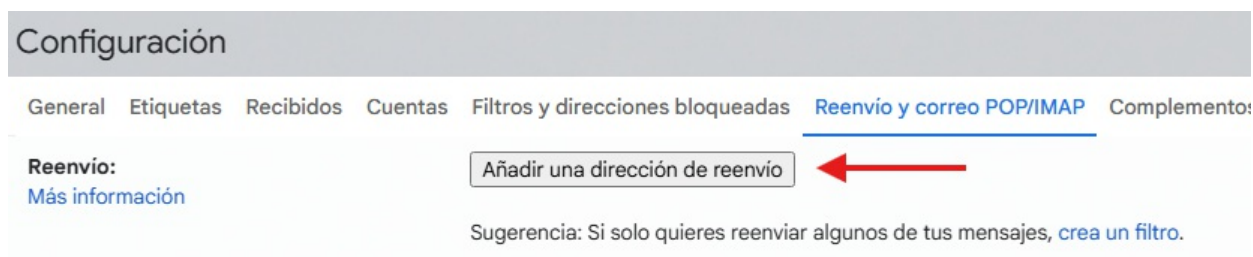 Configuración
General Etiquetas Recibidos Cuentas Filtros y direcciones bloqueadas Reenvío y correo POP/IMAP Complementos
Reenvío: Añadir una dirección de reenvío
Más información
Sugerencia: Si solo quieres reenviar algunos de tus mensajes, crea un filtro.